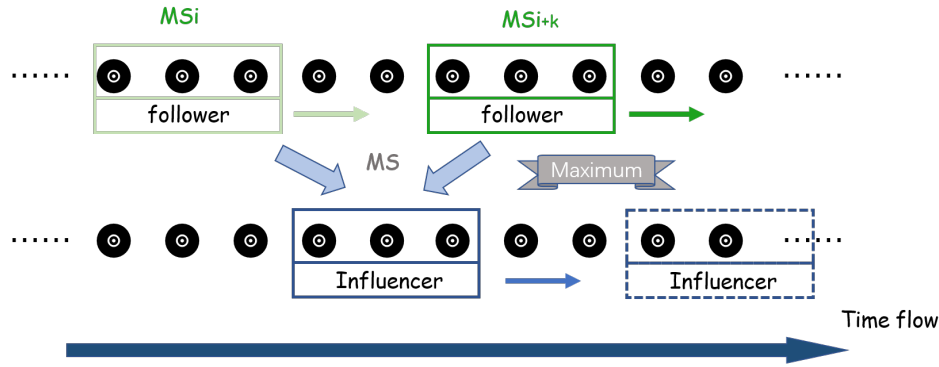 MSi
MSi+k
...... ......
follower
follower
MS
Maximum
...... ......
Influencer
Influencer
Time flow